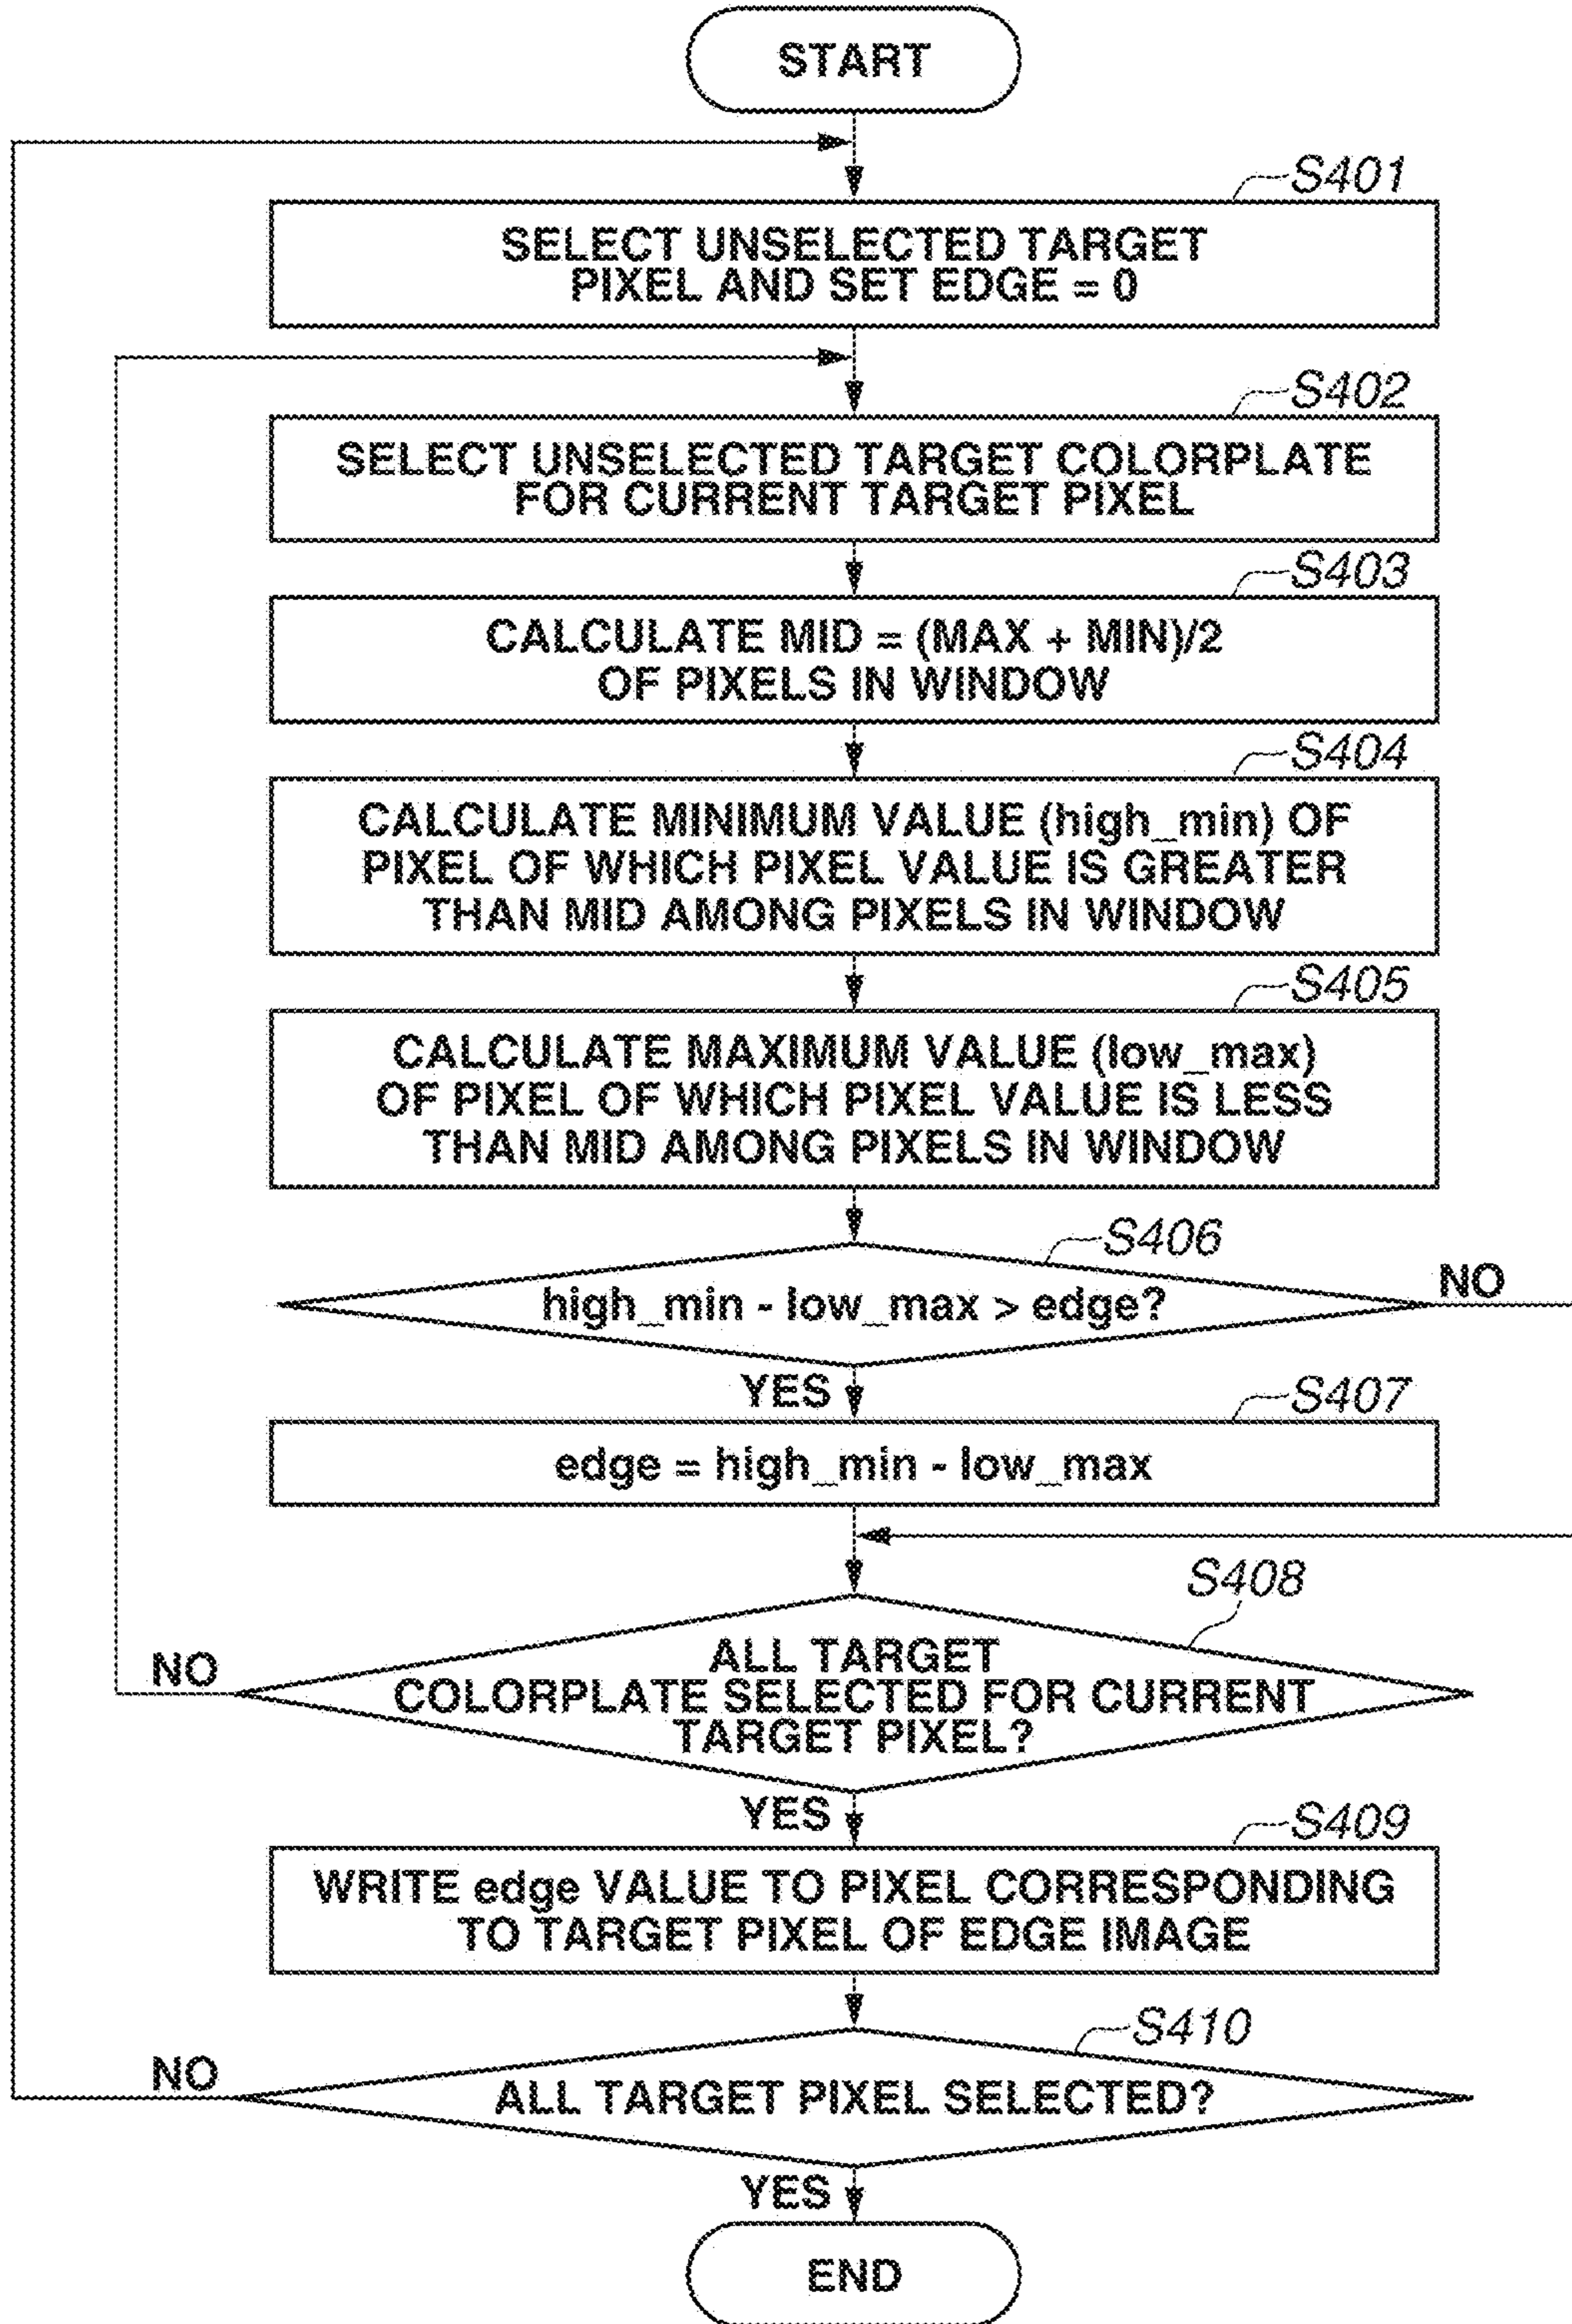 START
S401
SELECT UNSELECTED TARGET
PIXEL AND SET EDGE = 0
S402
SELECT UNSELECTED TARGET COLORPLATE
FOR CURRENT TARGET PIXEL
S403
CALCULATE MID = (MAX + MIN)/2
OF PIXELS IN WINDOW
S404
CALCULATE MINIMUM VALUE (high_min) OF
PIXEL OF WHICH PIXEL VALUE IS GREATER
THAN MID AMONG PIXELS IN WINDOW
S405
CALCULATE MAXIMUM VALUE (low_max)
OF PIXEL OF WHICH PIXEL VALUE IS LESS
THAN MID AMONG PIXELS IN WINDOW
S406
high_min - low_max > edge?
NO
YES
S407
edge = high_min - low_max
S408
ALL TARGET
COLORPLATE SELECTED FOR CURRENT
TARGET PIXEL?
NO
YES
S409
WRITE edge VALUE TO PIXEL CORRESPONDING
TO TARGET PIXEL OF EDGE IMAGE
S410
ALL TARGET PIXEL SELECTED?
NO
YES
END